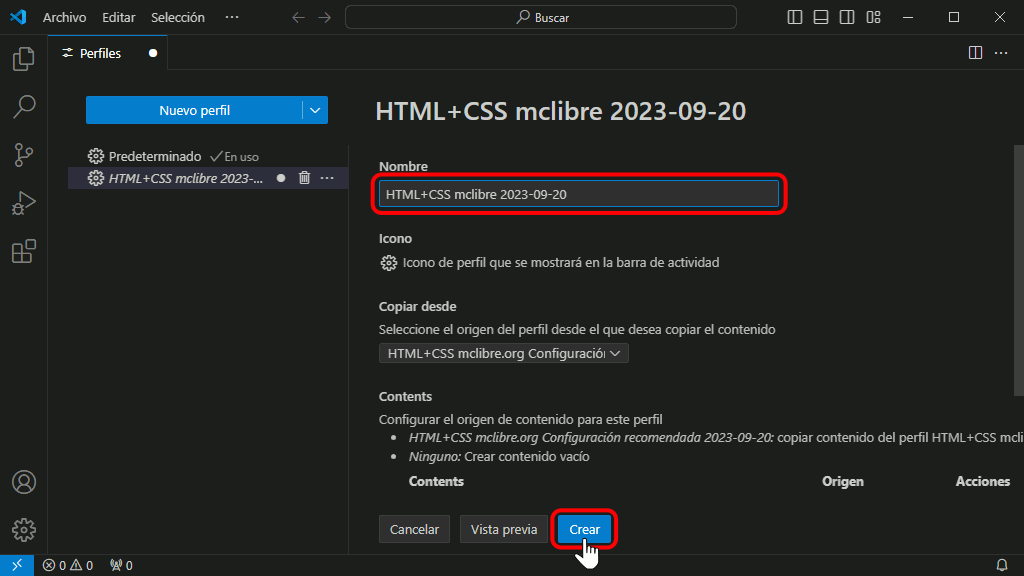 Archivo Editar Selección ··· Buscar
Perfiles
Nuevo perfil
HTML+CSS mclibre 2023-09-20
Predeterminado En uso
HTML+CSS mclibre 2023-...
Nombre
HTML+CSS mclibre 2023-09-20
Icono
Icono de perfil que se mostrará en la barra de actividad
Copiar desde
Seleccione el origen del perfil desde el que desea copiar el contenido
HTML+CSS mclibre.org Configuració
Contents
Configurar el origen de contenido para este perfil
• HTML+CSS mclibre.org Configuración recomendada 2023-09-20: copiar contenido del perfil HTML+CSS mcli
• Ninguno: Crear contenido vacío
Contents Origen Acciones
Cancelar Vista previa Crear
0 0 0